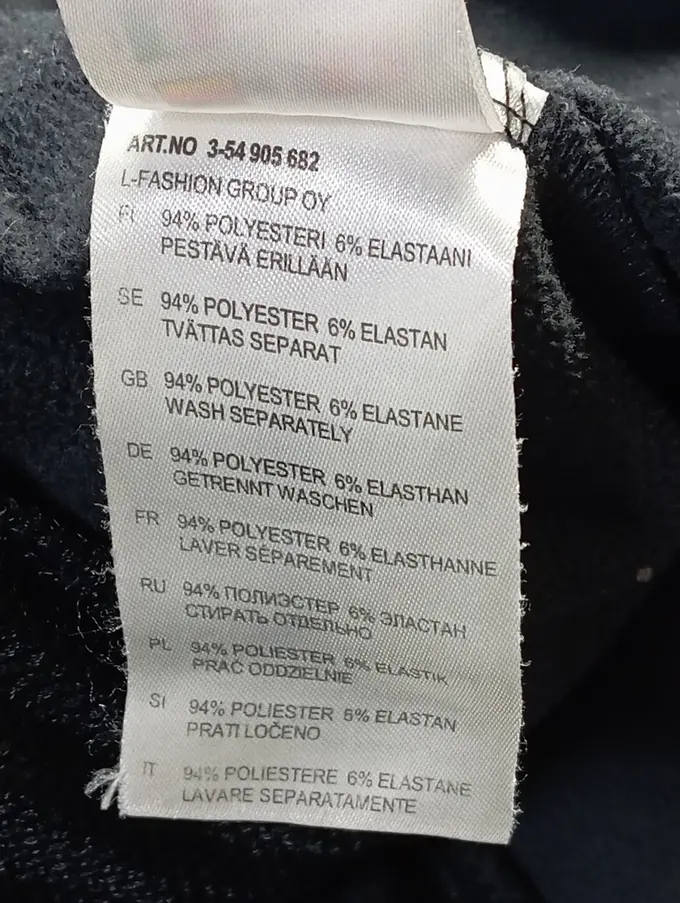 ART.NO 3-54 905 682
L-FASHION GROUP OY
FI 94% POLYESTERI 6% ELASTAANI
PESTÄVÄ ERILLÄÄN
SE 94% POLYESTER 6% ELASTAN
TVÄTTAS SEPARAT
GB 94% POLYESTER 6% ELASTANE
WASH SEPARATELY
DE 94% POLYESTER 6% ELASTHAN
GETRENNT WASCHEN
FR 94% POLYESTER 6% ELASTHANNE
LAVER SÉPAREMENT
RU 94% ПОЛИЭСТЕР 6% ЭЛАСТАН
СТИРАТЬ ОТДЕЛЬНО
PL 94% POLIESTER 6% ELASTIK
PRAC ODDZIELNIE
SI 94% POLIESTER 6% ELASTAN
PRATI LOČENO
IT 94% POLIESTERE 6% ELASTANE
LAVARE SEPARATAMENTE